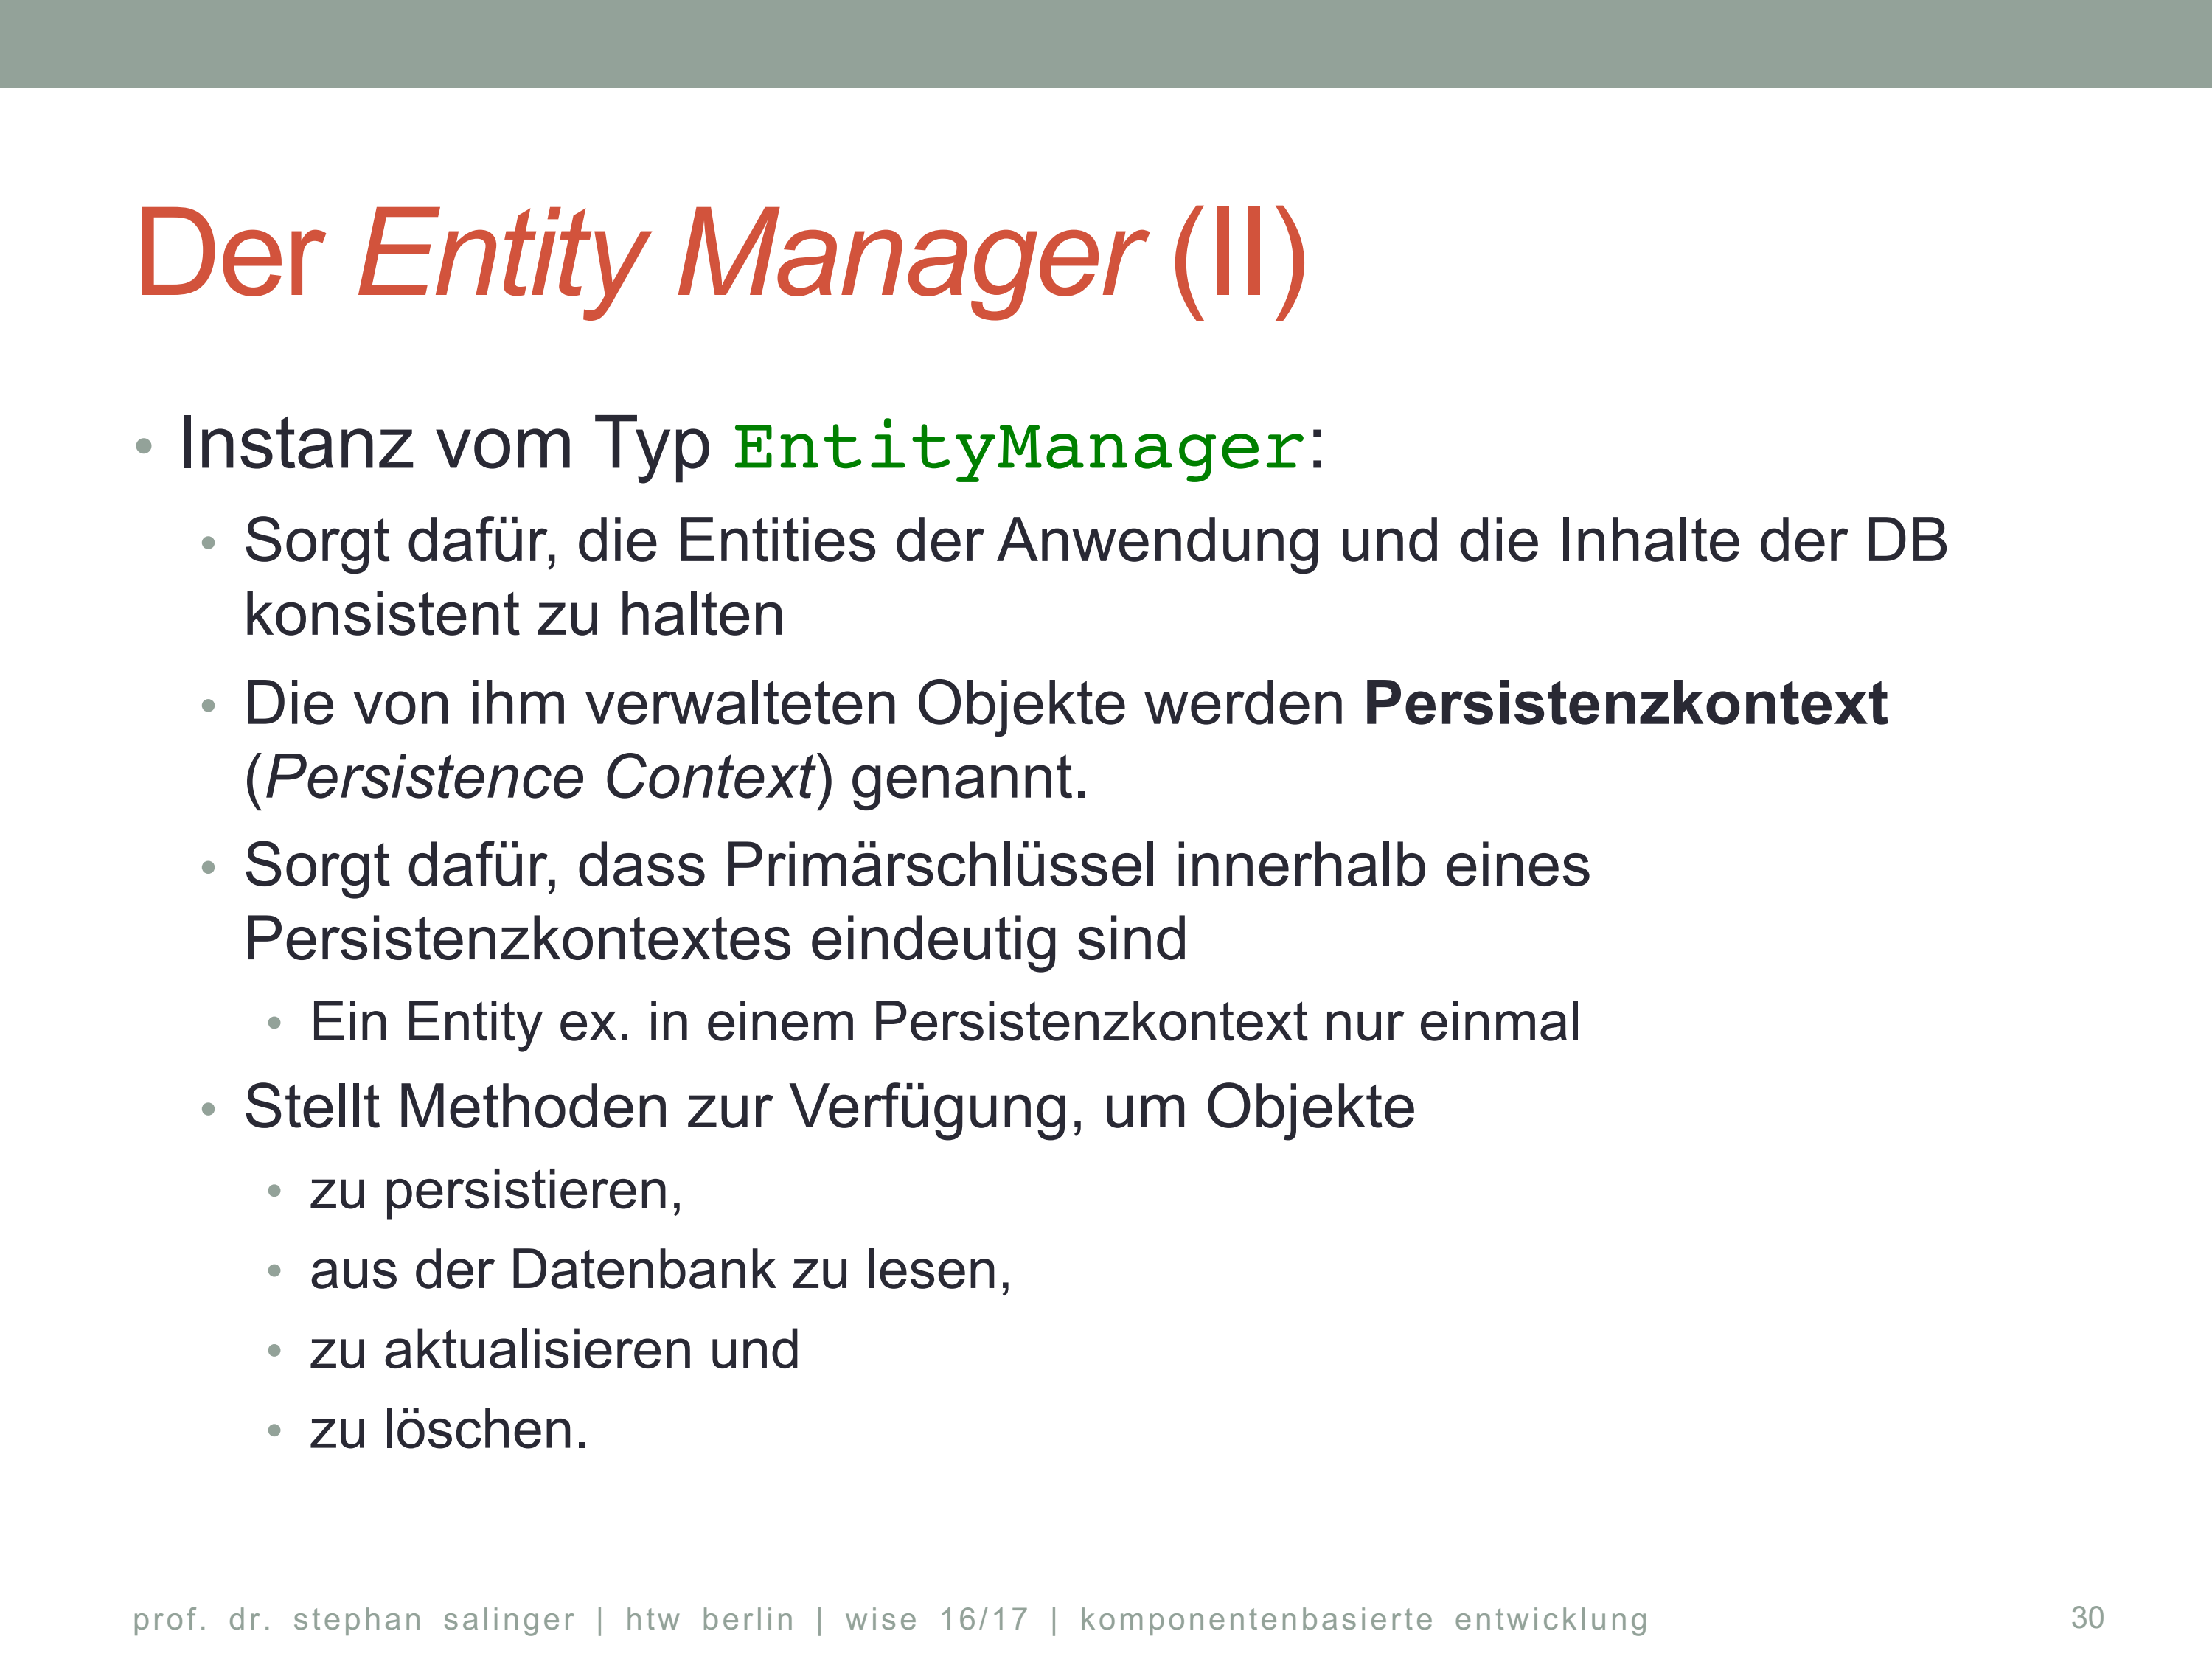 Der Entity Manager (II)
• Instanz vom Typ EntityManager:
• Sorgt dafür, die Entities der Anwendung und die Inhalte der DB
konsistent zu halten
• Die von ihm verwalteten Objekte werden Persistenzkontext
(Persistence Context) genannt.
• Sorgt dafür, dass Primärschlüssel innerhalb eines
Persistenzkontextes eindeutig sind
• Ein Entity ex. in einem Persistenzkontext nur einmal
• Stellt Methoden zur Verfügung, um Objekte
• zu persistieren,
• aus der Datenbank zu lesen,
• zu aktualisieren und
• zu löschen.
prof. dr. stephan salinger | htw berlin | wise 16/17 | komponentenbasierte entwicklung 30